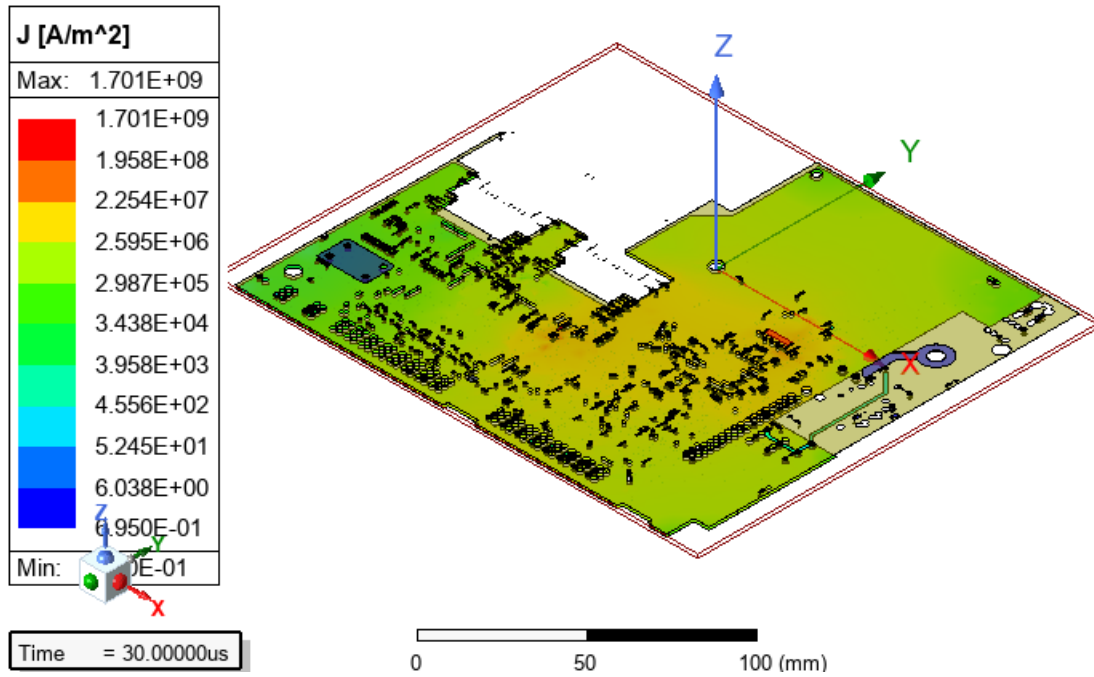 J [A/m^2]
Max: 1.701E+09
1.701E+09
1.958E+08
2.254E+07
2.595E+06
2.987E+05
3.438E+04
3.958E+03
4.556E+02
5.245E+01
6.038E+00
6.950E-01
Min: 0E-01
Z
Y
X
Time = 30.00000us
Z
Y
X
0 50 100 (mm)